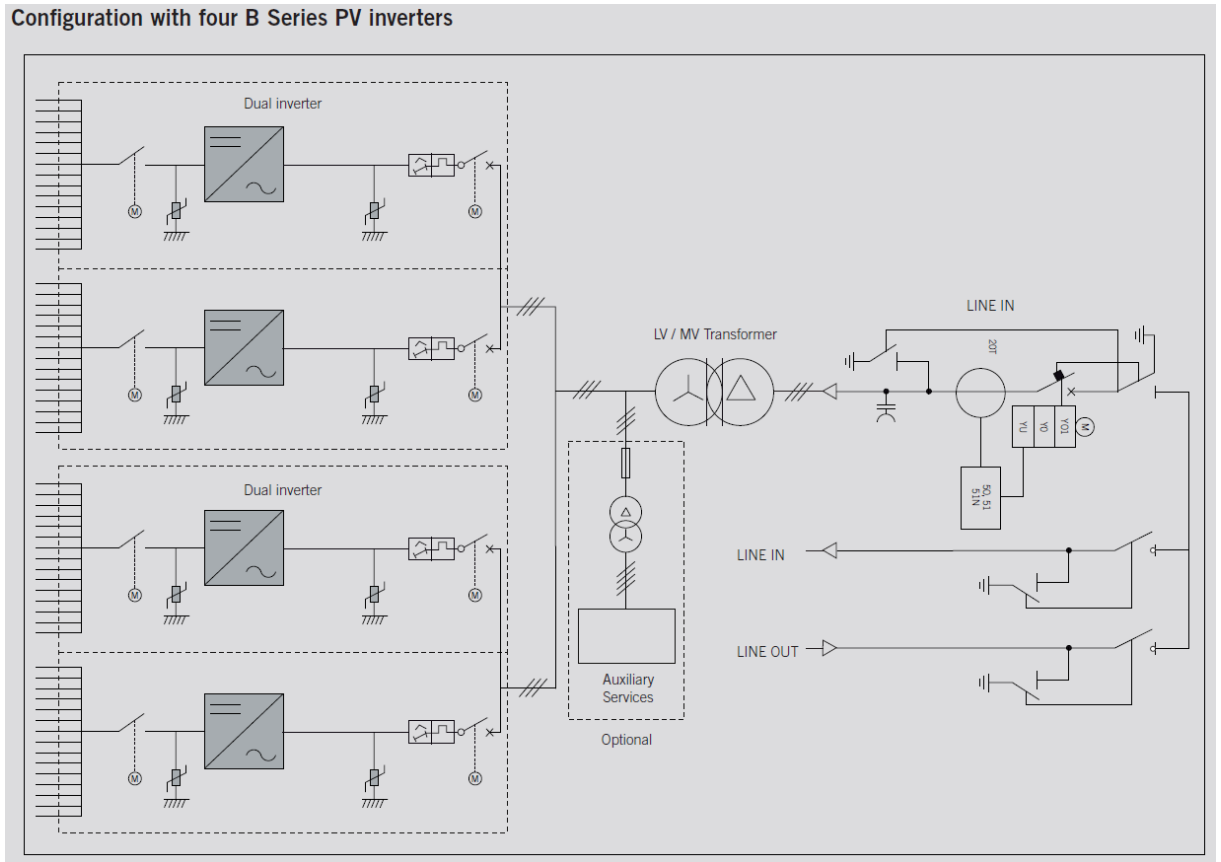 Configuration with four B Series PV inverters
Dual inverter
M
M
M
M
Dual inverter
M
M
M
M
LV / MV Transformer
Auxiliary
Services
Optional
LINE IN
20T
YU
Y0
YO1
M
50, 51
51N
LINE IN
LINE OUT